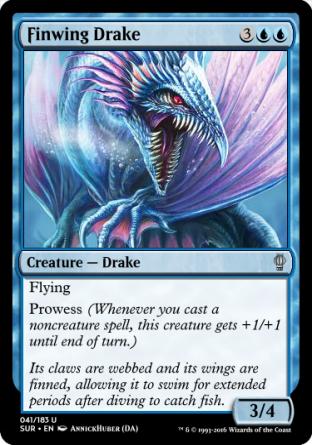 Finwing Drake 3
Creature — Drake
Flying
Prowess (Whenever you cast a
noncreature spell, this creature gets +1/+1
until end of turn.)
Its claws are webbed and its wings are
finned, allowing it to swim for extended
periods after diving to catch fish.
3/4
041/183 U
SUR • EN AnnickHuber (DA)
™ & © 1993-2016 Wizards of the Coast